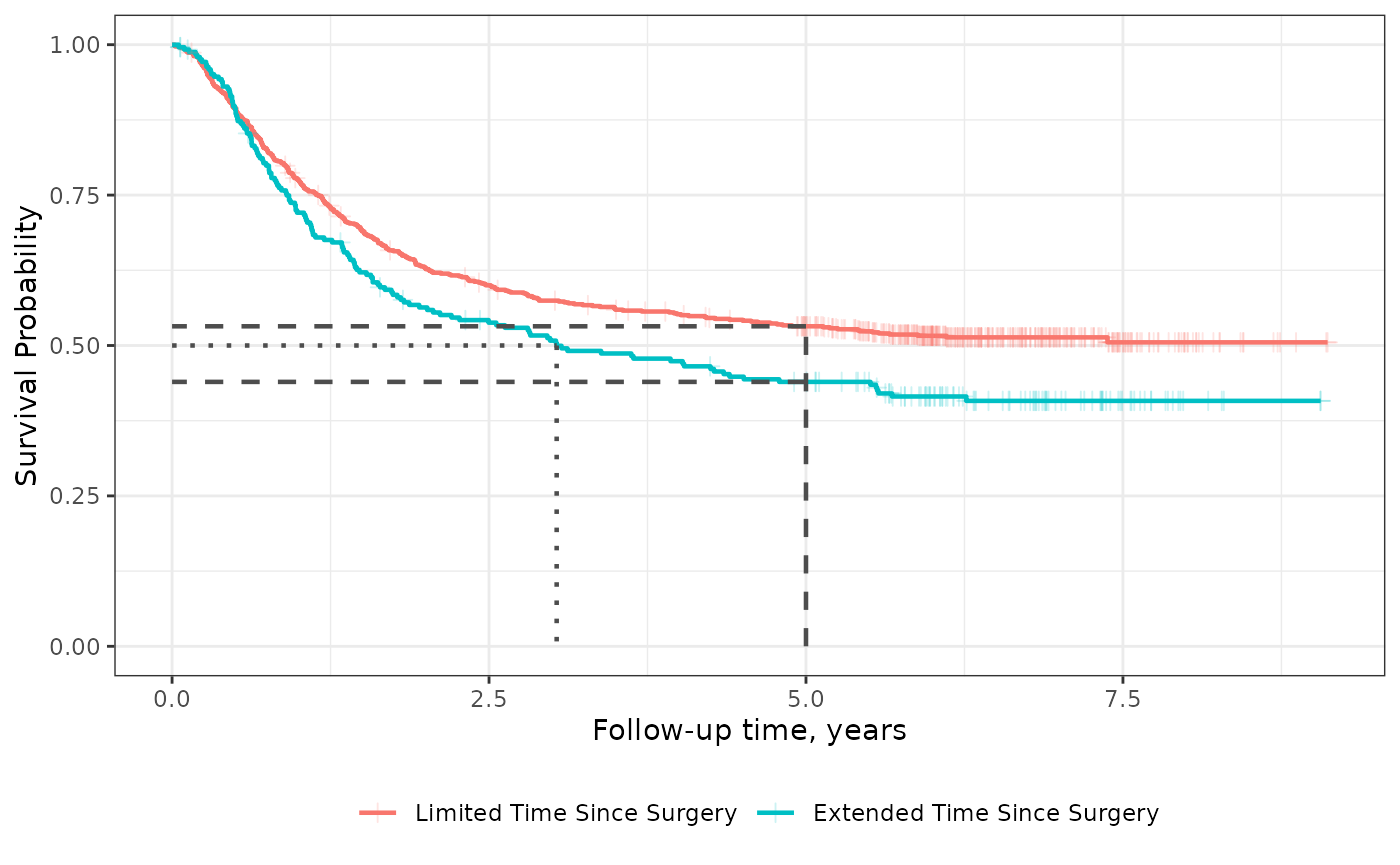 1.00
0.75
0.50
0.25
0.00
Survival Probability
0.0 2.5 5.0 7.5
Follow-up time, years
Limited Time Since Surgery Extended Time Since Surgery